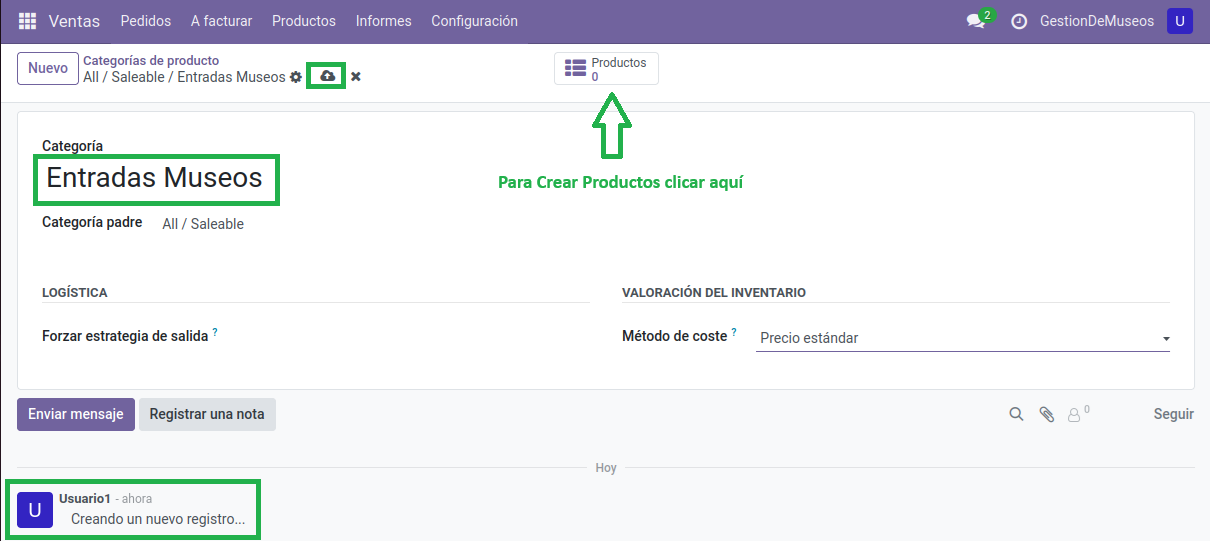 Ventas Pedidos A facturar Productos Informes Configuración 2 GestionDeMuseos U
Nuevo Categorías de producto
All / Saleable / Entradas Museos
Productos
0
Categoría
Entradas Museos
Para Crear Productos clicar aquí
Categoría padre All / Saleable
LOGÍSTICA VALORACIÓN DEL INVENTARIO
Forzar estrategia de salida ? Método de coste ? Precio estándar
Enviar mensaje Registrar una nota 0 Seguir
Hoy
U Usuario1 - ahora
Creando un nuevo registro...